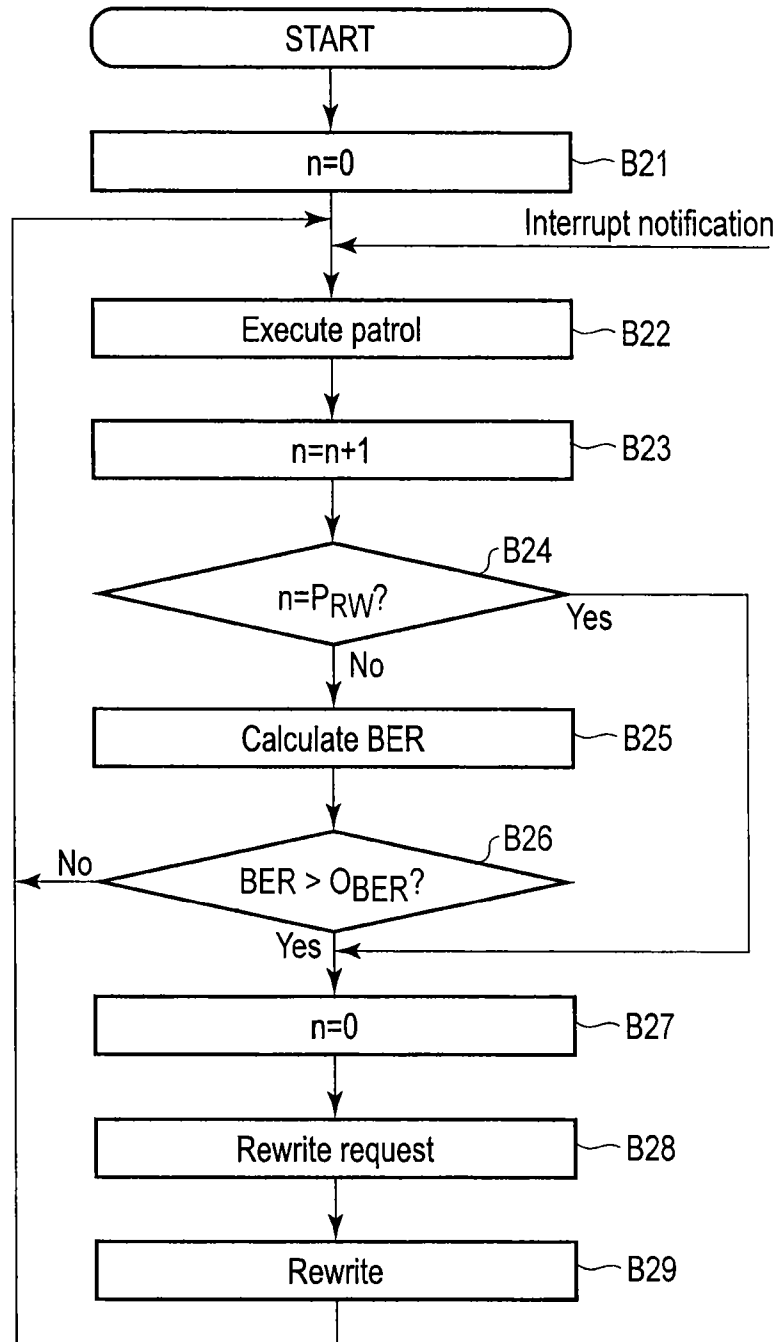 START
n=0
B21
Interrupt notification
Execute patrol
B22
n=n+1
B23
B24
n=PRW?
Yes
No
Calculate BER
B25
B26
No
BER > OBER?
Yes
n=0
B27
Rewrite request
B28
Rewrite
B29